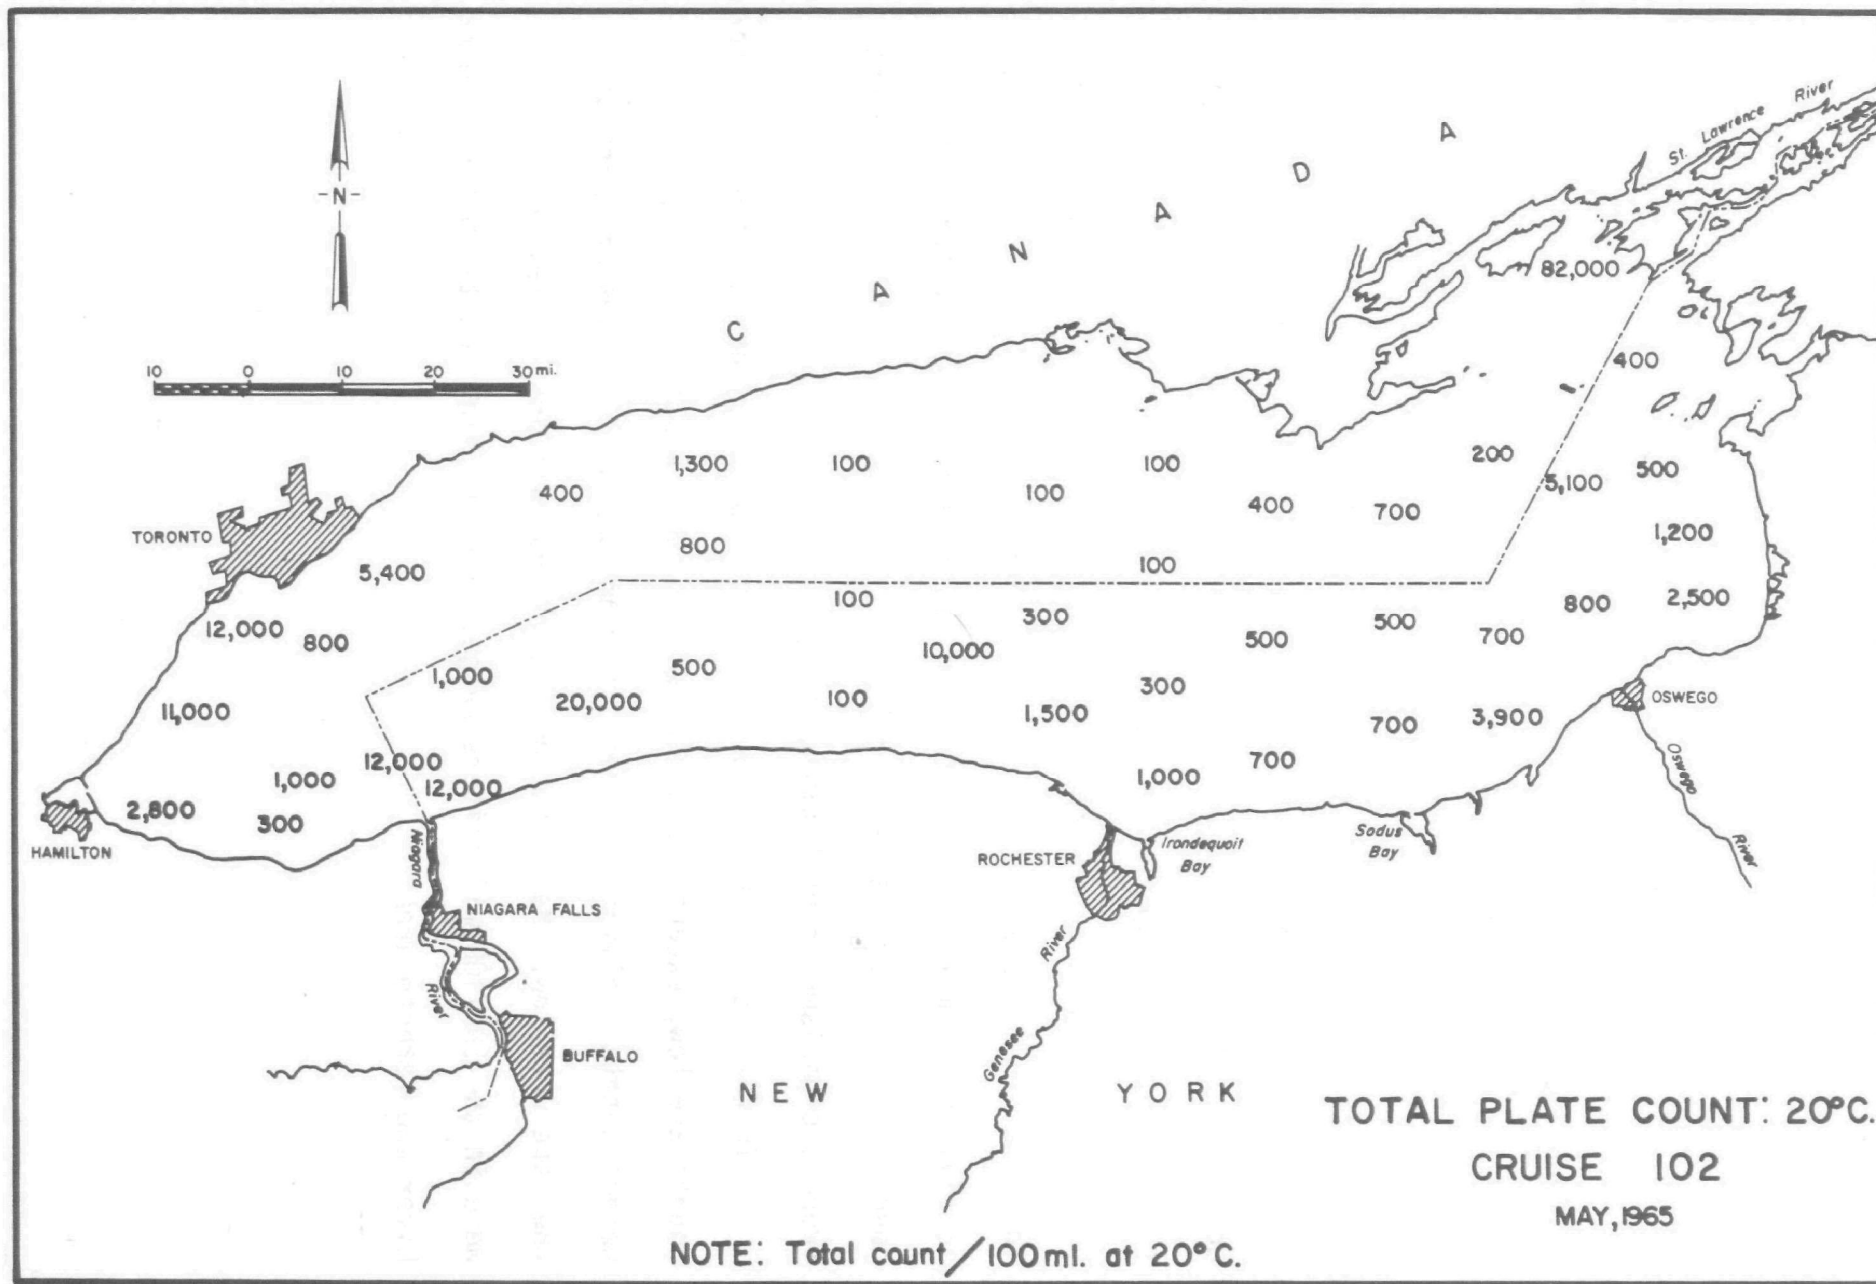 St. Lawrence River
C A N A D A
N
10 0 10 20 30 mi.
82,000
400
1,300 100 100 200
400 100 400 700 5,100 500
TORONTO
800 1,200
5,400 100
12,000 800 100 300 500 500 700 800 2,500
1,000 500 10,000
11,000 20,000 100 1,500 300 700 3,900 OSWEGO
1,000 12,000 12,000 1,000 700
2,800 300
HAMILTON
Oswego River
Niagara River
NIAGARA FALLS
BUFFALO
ROCHESTER
Irondequoit
Bay
Sodus
Bay
Genesee River
NEW YORK
TOTAL PLATE COUNT: 20°C.
CRUISE 102
MAY, 1965
NOTE: Total count/100 ml. at 20°C.